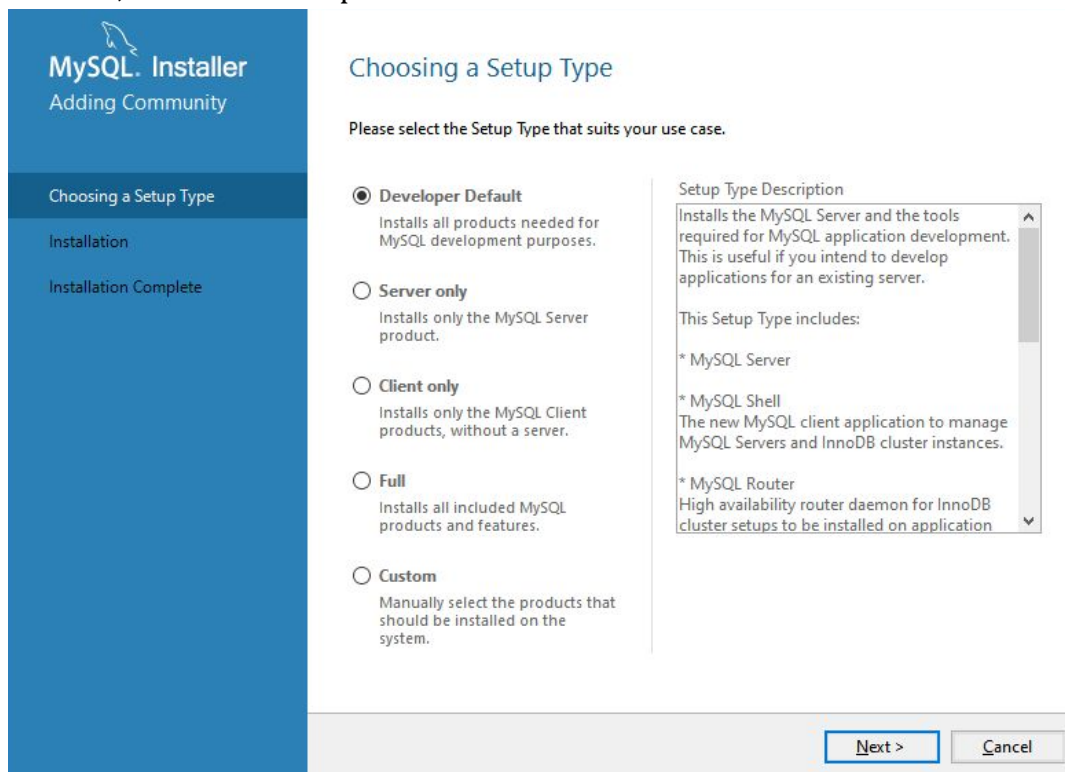 MySQL. Installer
Adding Community
Choosing a Setup Type
Installation
Installation Complete
Choosing a Setup Type
Please select the Setup Type that suits your use case.
Developer Default
Installs all products needed for
MySQL development purposes.
Server only
Installs only the MySQL Server
product.
Client only
Installs only the MySQL Client
products, without a server.
Full
Installs all included MySQL
products and features.
Custom
Manually select the products that
should be installed on the
system.
Setup Type Description
Installs the MySQL Server and the tools
required for MySQL application development.
This is useful if you intend to develop
applications for an existing server.
This Setup Type includes:
* MySQL Server
* MySQL Shell
The new MySQL client application to manage
MySQL Servers and InnoDB cluster instances.
* MySQL Router
High availability router daemon for InnoDB
cluster setups to be installed on application
Next >
Cancel